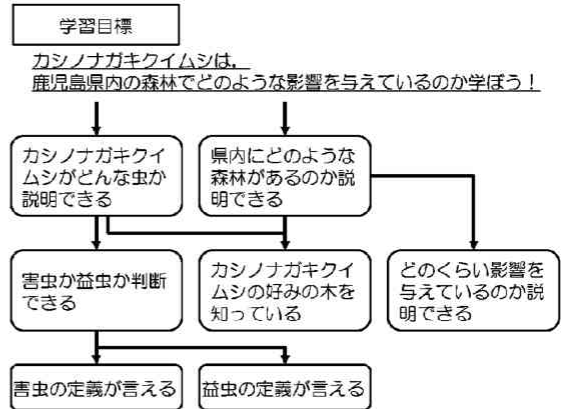 学習目標
カシノナガキクイムシは，
鹿児島県内の森林でどのような影響を与えているのか学ぼう！
カシノナガキクイ
ムシがどんな虫か
説明できる
県内にどのような
森林があるのか説
明できる
害虫か益虫か判断
できる
カシノナガキクイ
ムシの好みの木を
知っている
どのくらい影響を
与えているのか説
明できる
害虫の定義が言える
益虫の定義が言える